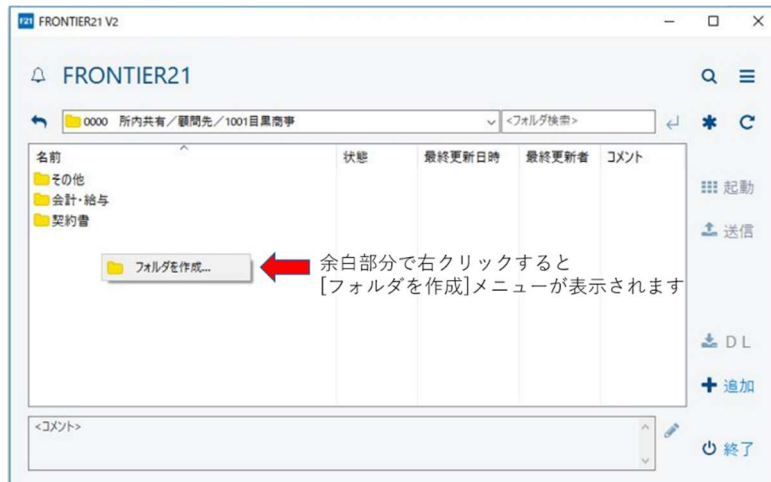 F21 FRONTIER21 V2
FRONTIER21
0000 所内共有／顧問先／1001目黒商事
<フォルダ検索>
名前 状態 最終更新日時 最終更新者 コメント
その他
会計・給与
契約書
起動
送信
フォルダを作成...
余白部分で右クリックすると
[フォルダを作成]メニューが表示されます
ＤＬ
追加
<コメント>
終了